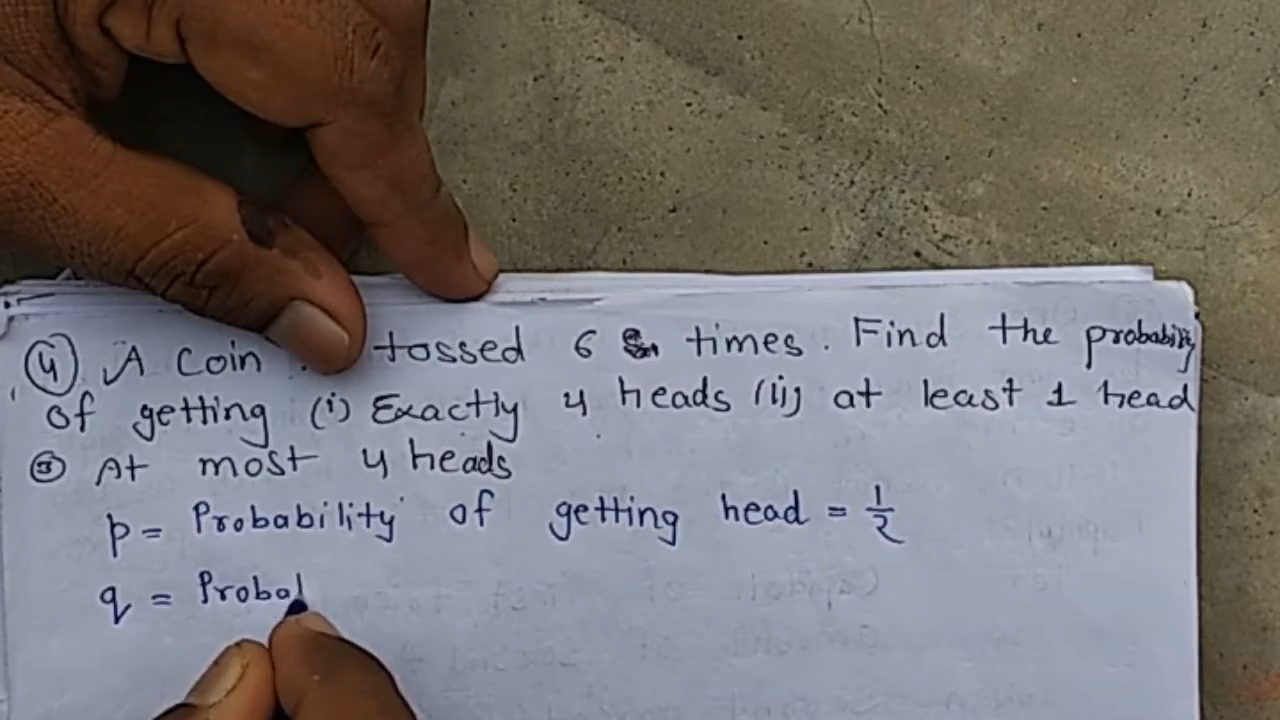 (4) A Coin tossed 6 times. Find the probability
of getting (i) Exactly 4 heads (ii) at least 1 head
③ At most 4 heads
p = Probability of getting head = 1/2
q = Probal